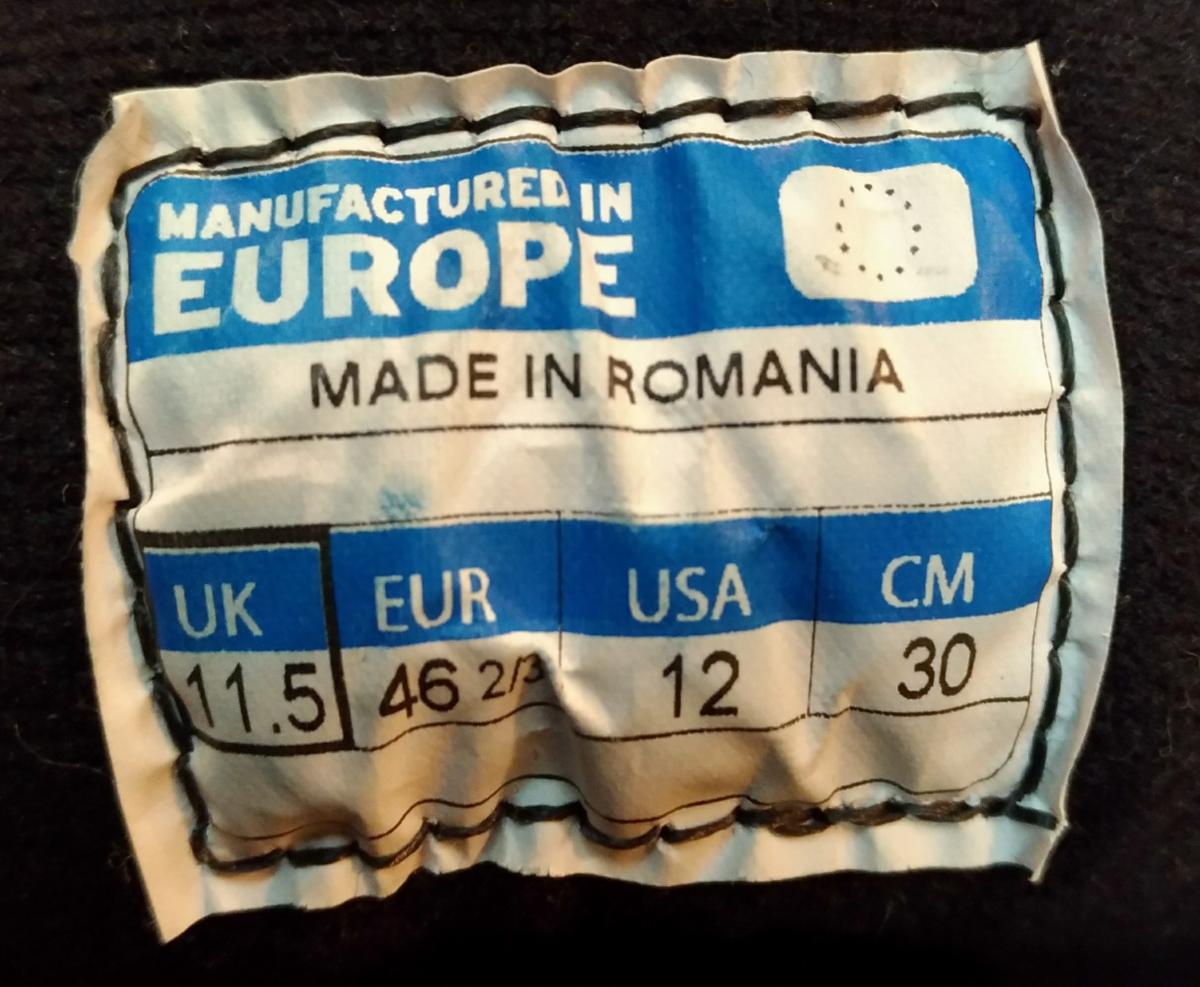 MANUFACTURED IN
EUROPE
MADE IN ROMANIA
UK EUR USA CM
11.5 46 2/3 12 30